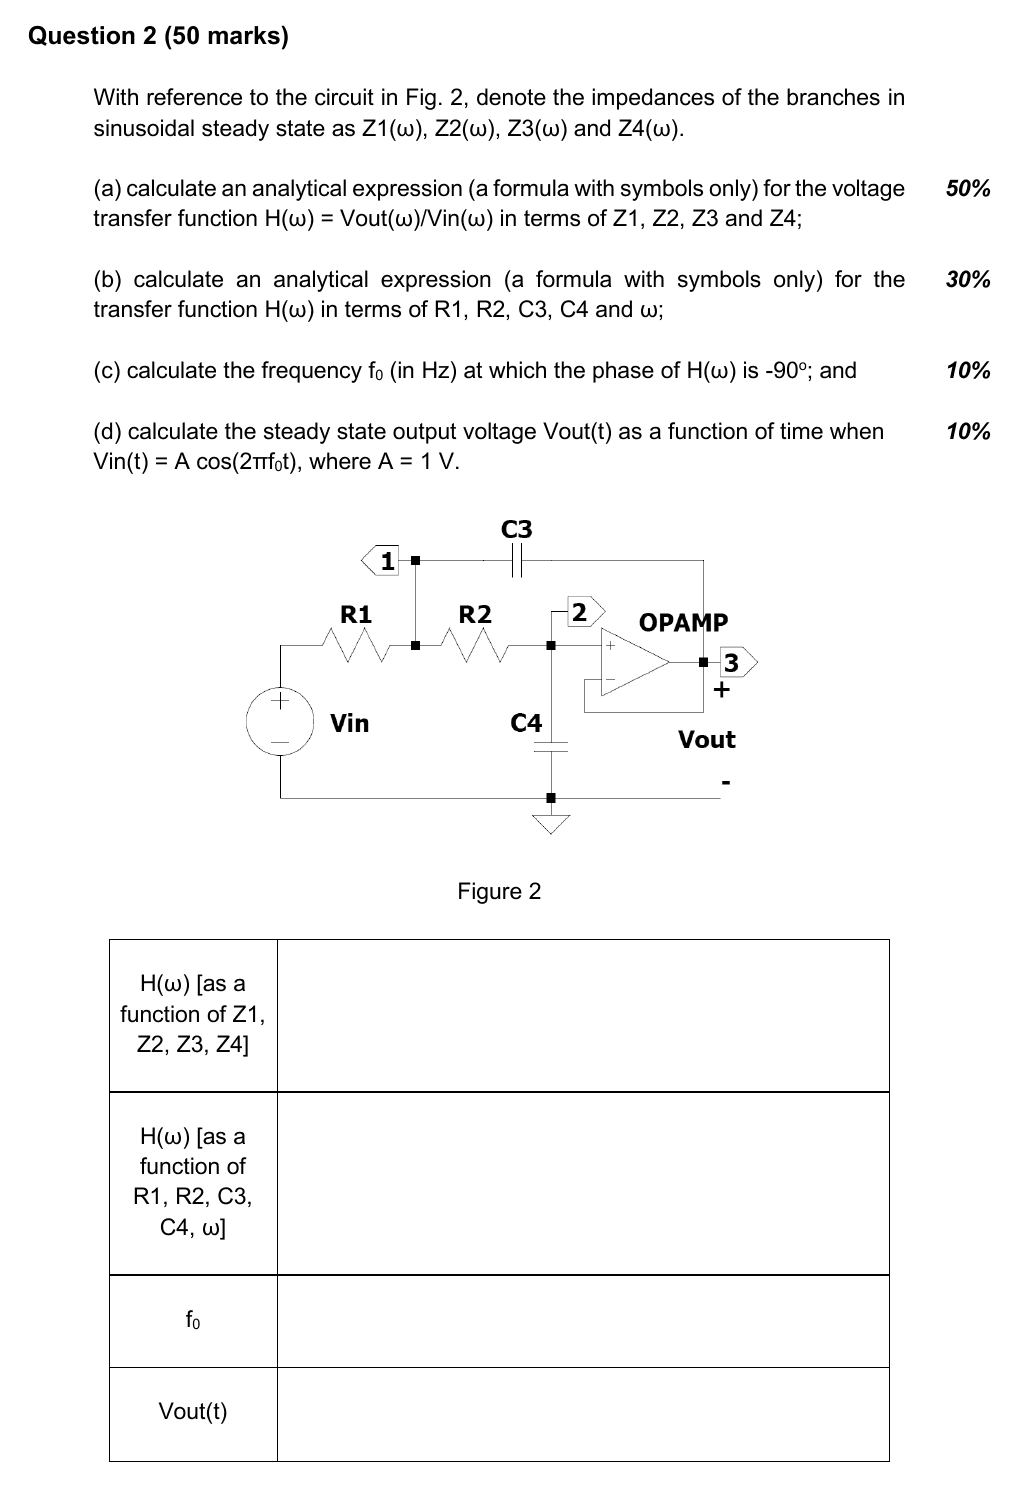 Question 2 (50 marks)
With reference to the circuit in Fig. 2, denote the impedances of the branches in
sinusoidal steady state as Z1(ω), Z2(ω), Z3(ω) and Z4(ω).
(a) calculate an analytical expression (a formula with symbols only) for the voltage 50%
transfer function H(ω) = Vout(ω)/Vin(ω) in terms of Z1, Z2, Z3 and Z4;
(b) calculate an analytical expression (a formula with symbols only) for the 30%
transfer function H(ω) in terms of R1, R2, C3, C4 and ω;
(c) calculate the frequency f₀ (in Hz) at which the phase of H(ω) is -90º; and 10%
(d) calculate the steady state output voltage Vout(t) as a function of time when 10%
Vin(t) = A cos(2πf₀t), where A = 1 V.
C3
1
R1 R2 2 OPAMP
+
-
3
+
+
-
Vin C4 Vout
-
Figure 2
H(ω) [as a
function of Z1,
Z2, Z3, Z4]
H(ω) [as a
function of
R1, R2, C3,
C4, ω]
f₀
Vout(t)